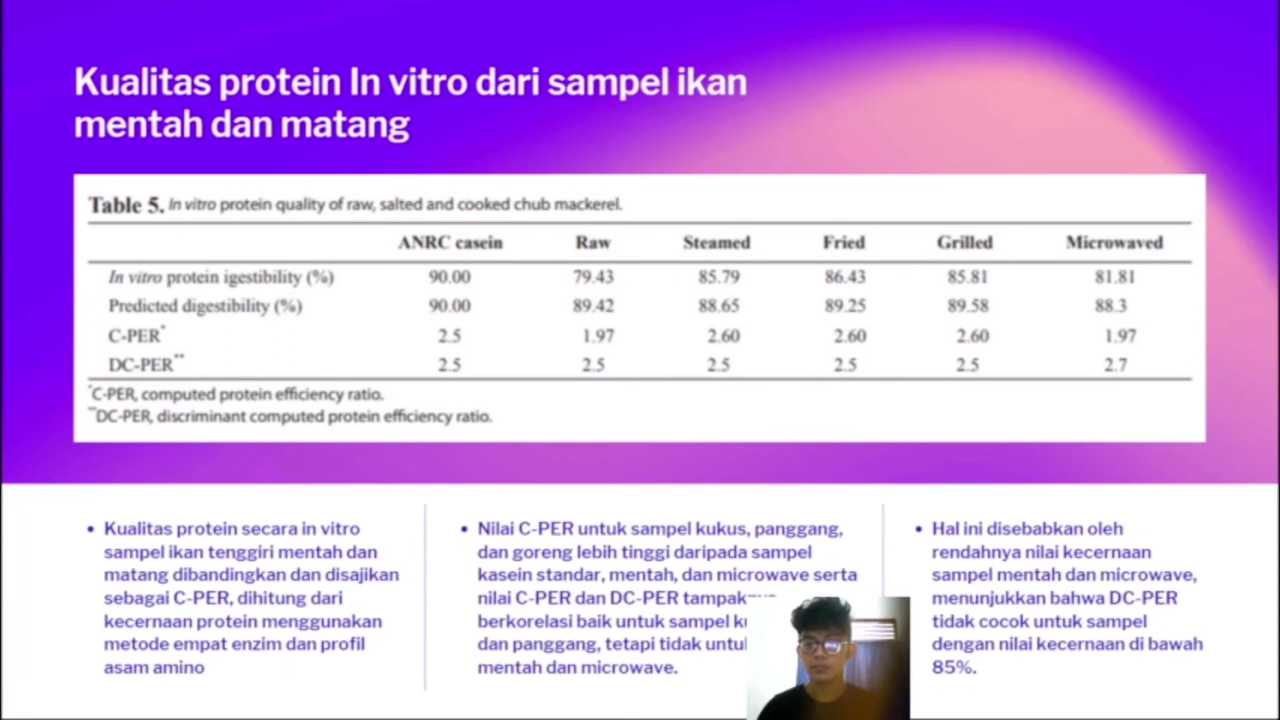 Kualitas protein In vitro dari sampel ikan
mentah dan matang
Table 5. In vitro protein quality of raw, salted and cooked chub mackerel.
ANRC casein Raw Steamed Fried Grilled Microwaved
In vitro protein igestibility (%) 90.00 79.43 85.79 86.43 85.81 81.81
Predicted digestibility (%) 90.00 89.42 88.65 89.25 89.58 88.3
C-PER* 2.5 1.97 2.60 2.60 2.60 1.97
DC-PER** 2.5 2.5 2.5 2.5 2.5 2.7
*C-PER, computed protein efficiency ratio.
**DC-PER, discriminant computed protein efficiency ratio.
• Kualitas protein secara in vitro
sampel ikan tenggiri mentah dan
matang dibandingkan dan disajikan
sebagai C-PER, dihitung dari
kecernaan protein menggunakan
metode empat enzim dan profil
asam amino
• Nilai C-PER untuk sampel kukus, panggang,
dan goreng lebih tinggi daripada sampel
kasein standar, mentah, dan microwave serta
nilai C-PER dan DC-PER
berkorelasi baik untuk sampel
dan panggang, tetapi tidak
mentah dan microwave.
• Hal ini disebabkan oleh
rendahnya nilai kecernaan
sampel mentah dan microwave,
menunjukkan bahwa DC-PER
tidak cocok untuk sampel
dengan nilai kecernaan di bawah
85%.